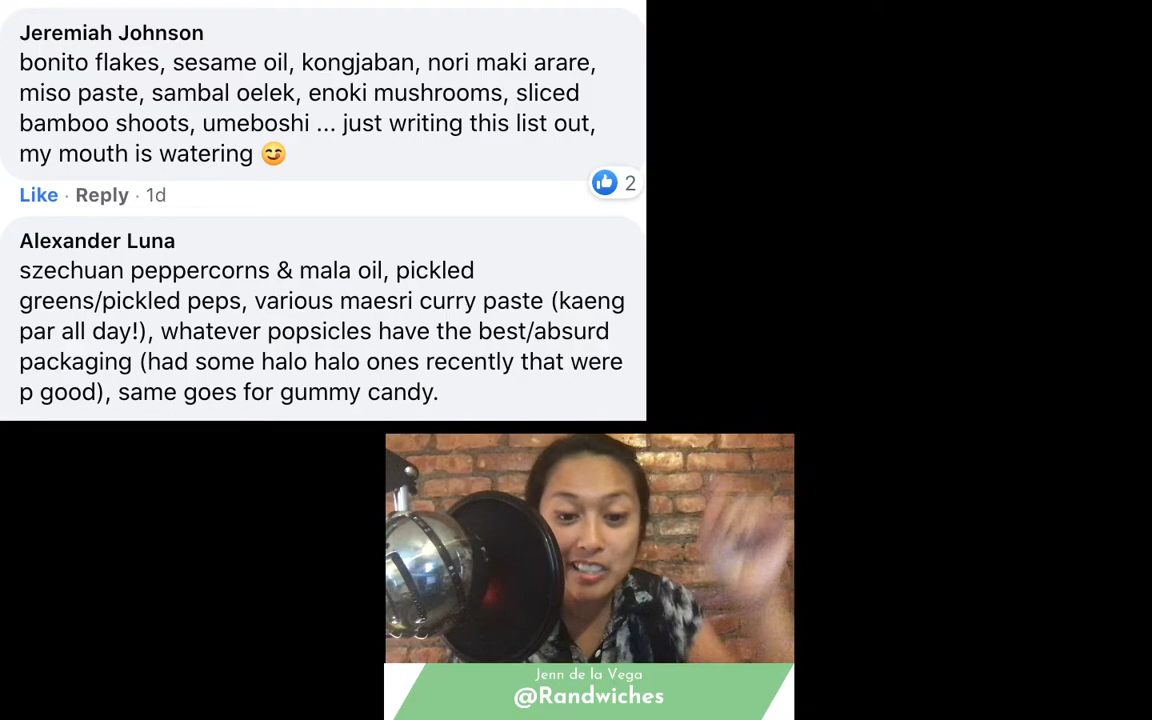 Jeremiah Johnson
bonito flakes, sesame oil, kongjaban, nori maki arare,
miso paste, sambal oelek, enoki mushrooms, sliced
bamboo shoots, umeboshi ... just writing this list out,
my mouth is watering 😋
Like · Reply · 1d
2
Alexander Luna
szechuan peppercorns & mala oil, pickled
greens/pickled peps, various maesri curry paste (kaeng
par all day!), whatever popsicles have the best/absurd
packaging (had some halo halo ones recently that were
p good), same goes for gummy candy.
Jenn de la Vega
@Randwiches